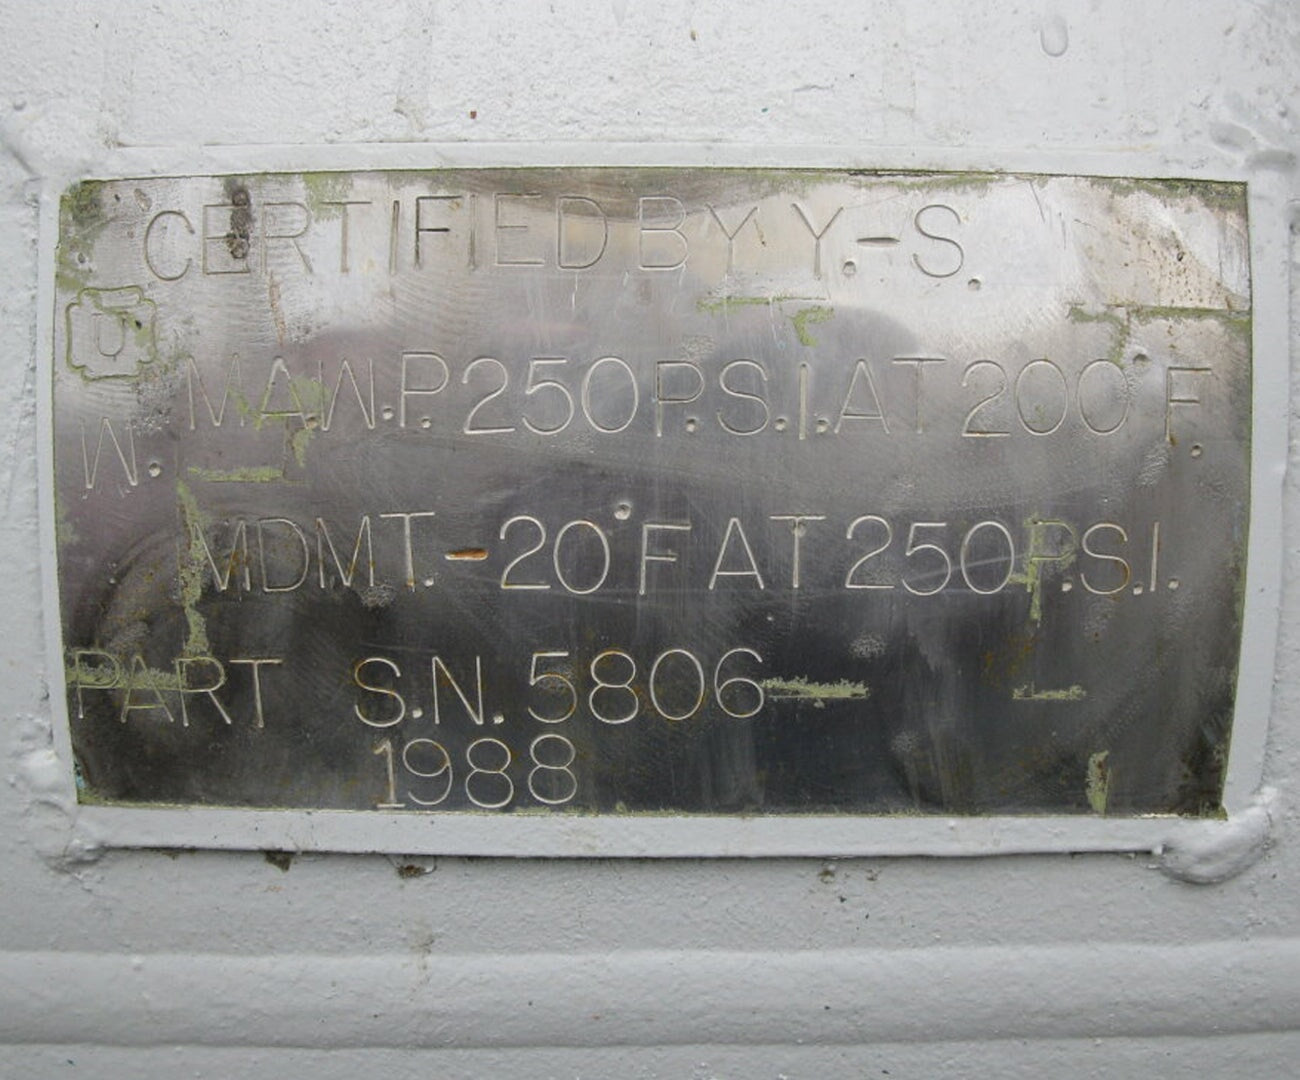 CERTIFIED BY Y.-S.
U
M.A.W.P. 250 P.S.I. AT 200°F.
W.
MDMT. -20°F AT 250 P.S.I.
PART S.N. 5806
1988